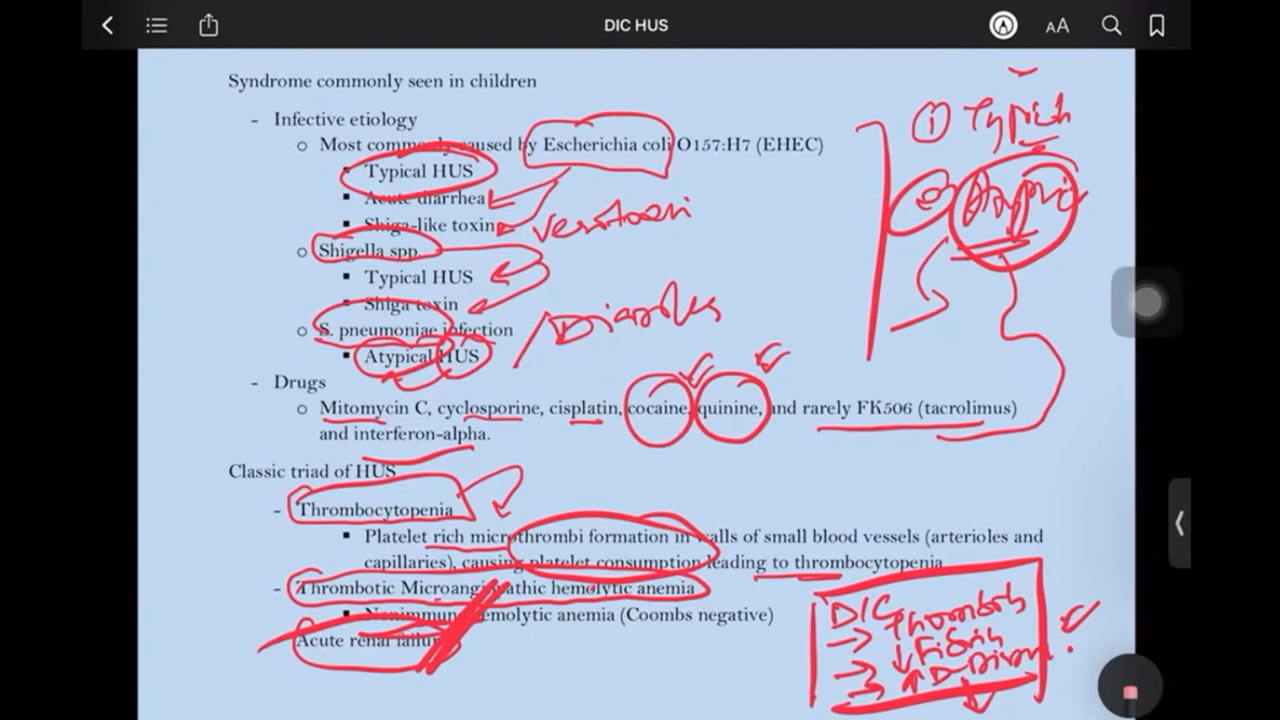 DIC HUS
AA
Syndrome commonly seen in children
- Infective etiology
o Most commonly caused by Escherichia coli O157:H7 (EHEC)
▪ Typical HUS
▪ Acute diarrhea
▪ Shiga-like toxin
o Shigella spp.
▪ Typical HUS
▪ Shiga toxin
o S. pneumoniae infection
▪ Atypical HUS
- Drugs
o Mitomycin C, cyclosporine, cisplatin, cocaine, quinine, and rarely FK506 (tacrolimus)
and interferon-alpha.
Classic triad of HUS
- Thrombocytopenia
▪ Platelet rich microthrombi formation in walls of small blood vessels (arterioles and
capillaries), causing platelet consumption leading to thrombocytopenia
- Thrombotic Microangiopathic hemolytic anemia
▪ Nonimmune hemolytic anemia (Coombs negative)
Acute renal failure
① Typical
② Atypical
DIC
→ Thrombo
→ ↓ Fibrin
→ ↑ D-Dimer